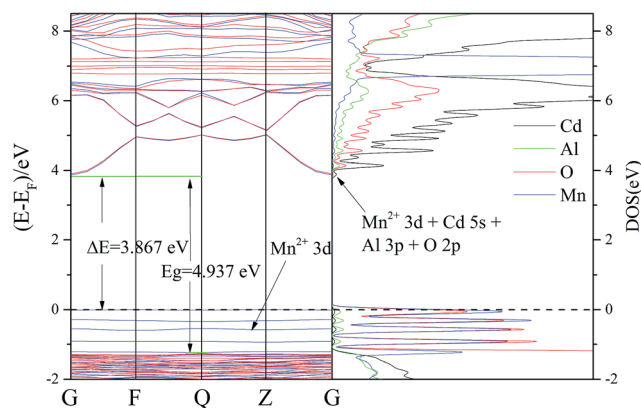 8
6
4
2
0
-2
(E-E_F)/eV
ΔE=3.867 eV
Eg=4.937 eV
Mn²⁺ 3d
Mn²⁺ 3d + Cd 5s +
Al 3p + O 2p
Cd
Al
O
Mn
DOS(eV)
8
6
4
2
0
-2
G F Q Z G